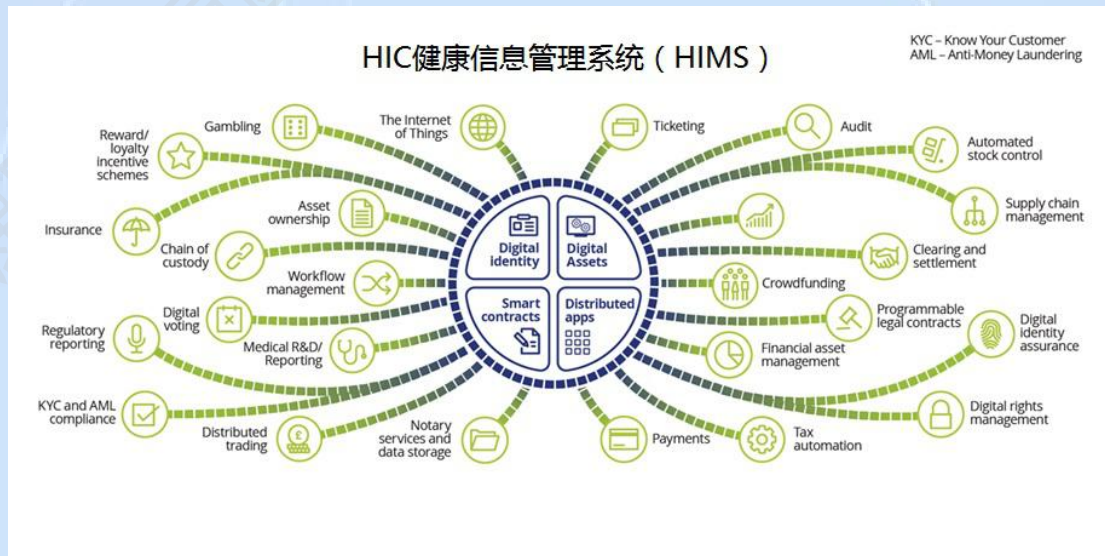 HIC健康信息管理系统（HIMS）
KYC – Know Your Customer
AML – Anti-Money Laundering
Gambling
The Internet
of Things
Ticketing
Audit
Reward/
loyalty
incentive
schemes
Automated
stock control
Asset
ownership
Insurance
Supply chain
management
Chain of
custody
Digital
identity
Digital
Assets
Clearing and
settlement
Workflow
management
Crowdfunding
Digital
voting
Smart
contracts
Distributed
apps
Programmable
legal contracts
Regulatory
reporting
Digital
identity
assurance
Medical R&D/
Reporting
Financial asset
management
KYC and AML
compliance
Digital rights
management
Distributed
trading
£
Notary
services and
data storage
Payments
Tax
automation